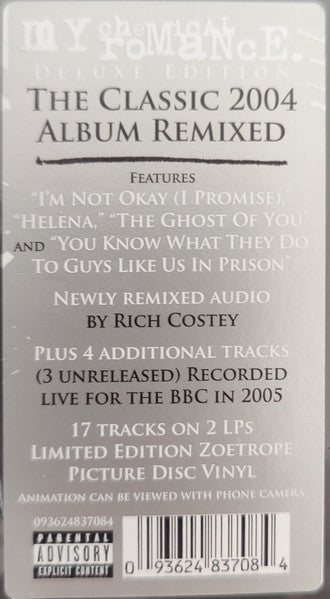 my chemical romance.
Deluxe Edition
The Classic 2004
Album Remixed
Features
"I'm Not Okay (I Promise),"
"Helena," "The Ghost Of You"
and "You Know What They Do
To Guys Like Us In Prison"
Newly remixed audio
by Rich Costey
Plus 4 additional tracks
(3 unreleased) Recorded
live for the BBC in 2005
17 tracks on 2 LPs
Limited Edition Zoetrope
Picture Disc Vinyl
Animation can be viewed with phone camera
093624837084
PARENTAL
ADVISORY
EXPLICIT CONTENT
0 93624 83708 4